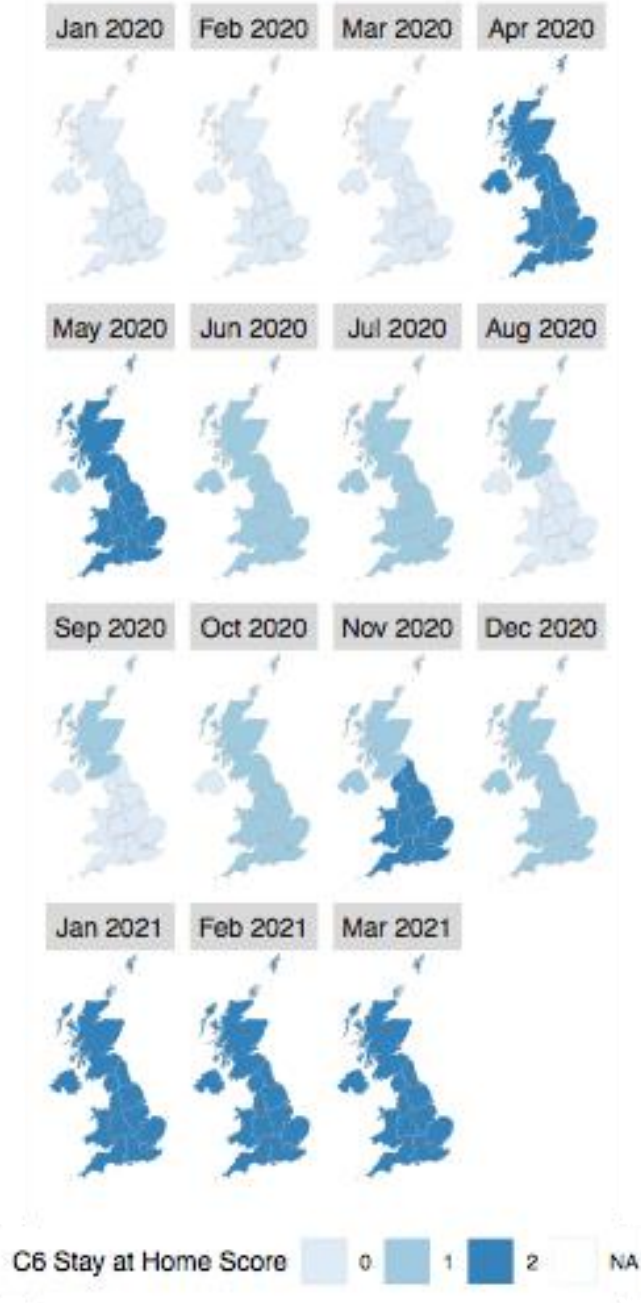 Jan 2020 Feb 2020 Mar 2020 Apr 2020
May 2020 Jun 2020 Jul 2020 Aug 2020
Sep 2020 Oct 2020 Nov 2020 Dec 2020
Jan 2021 Feb 2021 Mar 2021
C6 Stay at Home Score 0 1 2 NA